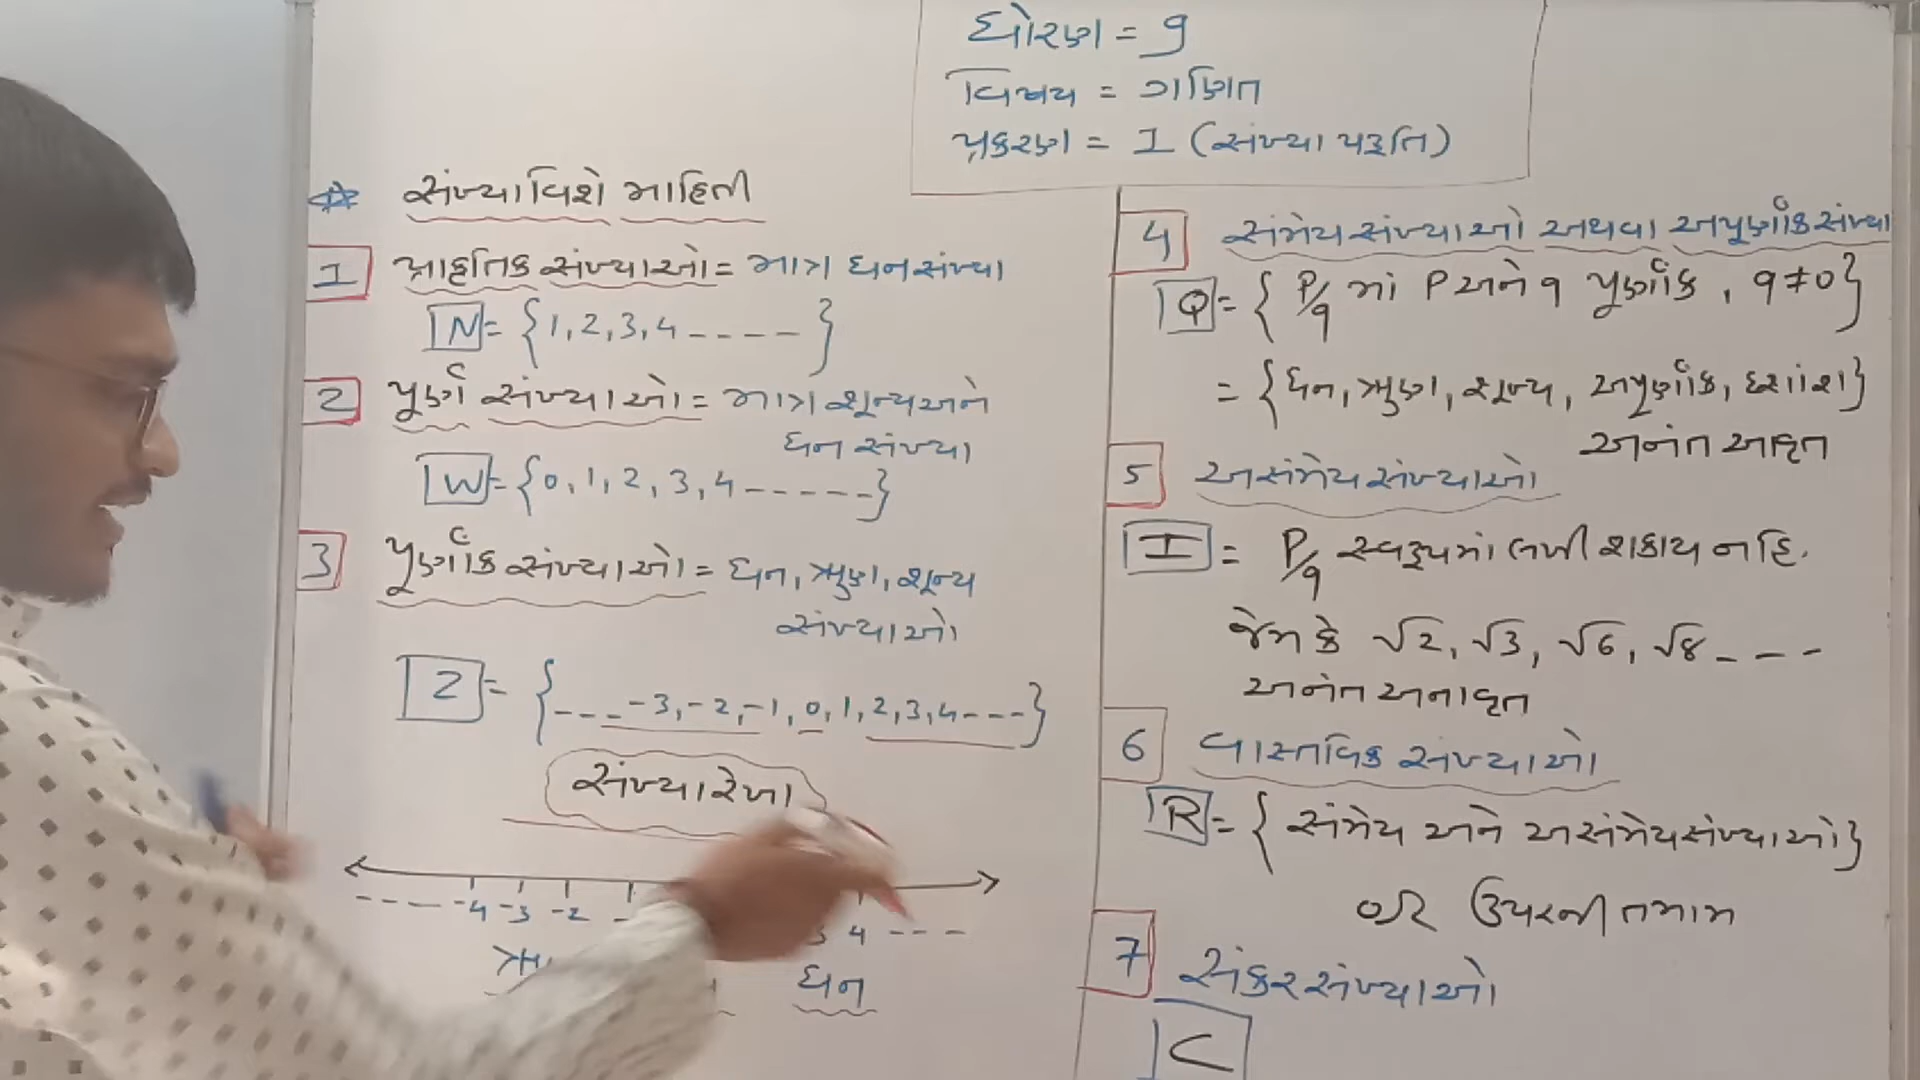 ધોરણ = 9
વિષય = ગણિત
પ્રકરણ = I (સંખ્યા પદ્ધતિ)
સંખ્યા વિશે માહિતી
1 પ્રાકૃતિક સંખ્યાઓ = માત્ર ધન સંખ્યા
N = {1, 2, 3, 4 ----- }
2 પૂર્ણ સંખ્યાઓ = માત્ર શૂન્ય અને
ધન સંખ્યા
W = {0, 1, 2, 3, 4 ------}
3 પૂર્ણાંક સંખ્યાઓ = ધન, ઋણ, શૂન્ય
સંખ્યાઓ
Z = {--- -3, -2, -1, 0, 1, 2, 3, 4 ---}
સંખ્યારેખા
---- -4 -3 -2
3 4 ---
ધન
4 સંમેય સંખ્યાઓ અથવા અપૂર્ણાંક સંખ્યા
Q = { P/q માં P અને q પૂર્ણાંક, q ≠ 0}
= {ધન, ઋણ, શૂન્ય, અપૂર્ણાંક, દશાંશ}
અનંત આવૃત
5 અસંમેય સંખ્યાઓ
I = P/q સ્વરૂપમાં લખી શકાય નહિ.
જેમ કે √2, √3, √6, √8 ---
અનંત અનાવૃત
6 વાસ્તવિક સંખ્યાઓ
R = { સંમેય અને અસંમેય સંખ્યાઓ}
OR ઉપરની તમામ
7 સંકર સંખ્યાઓ
C